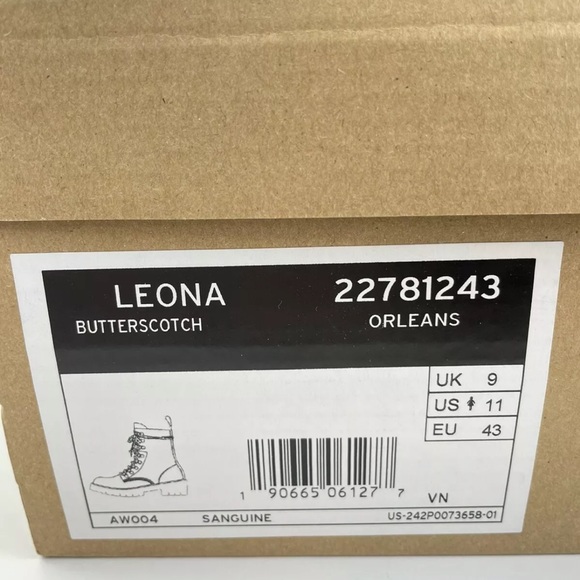 LEONA 22781243
BUTTERSCOTCH ORLEANS
UK 9
US 11
EU 43
1 90665 06127 7
VN
AW004 SANGUINE US-242P0073658-01